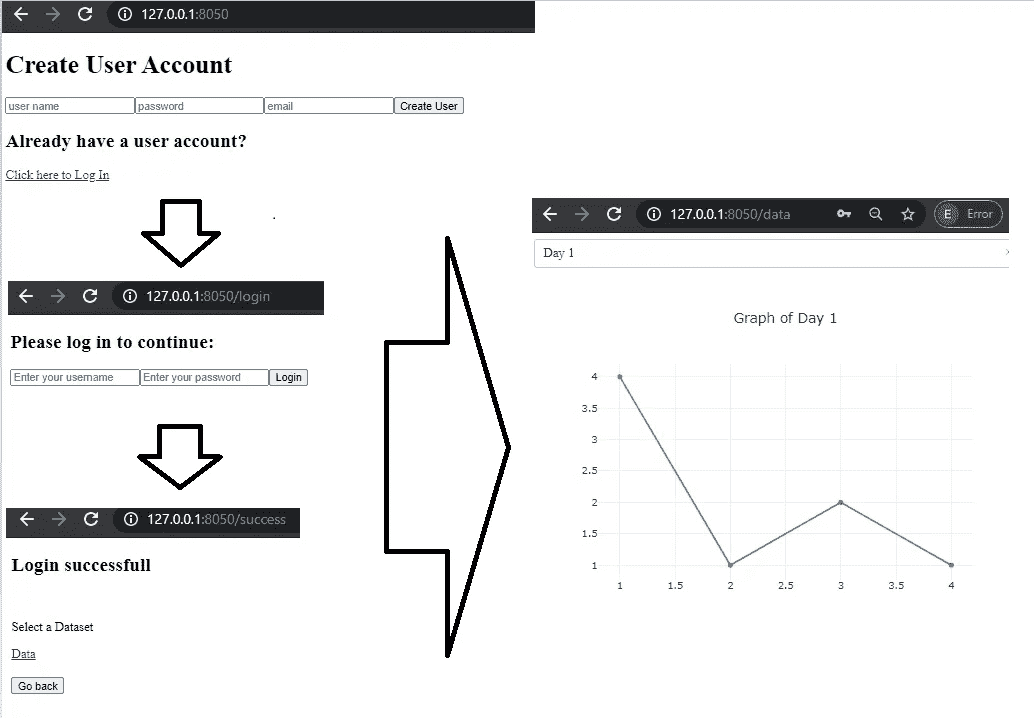 127.0.0.1:8050
Create User Account
user name password email Create User
Already have a user account?
Click here to Log In
127.0.0.1:8050/login
Please log in to continue:
Enter your username Enter your password Login
127.0.0.1:8050/success
Login successfull
Select a Dataset
Data
Go back
127.0.0.1:8050/data E Error
Day 1
Graph of Day 1
4
3.5
3
2.5
2
1.5
1
1 1.5 2 2.5 3 3.5 4